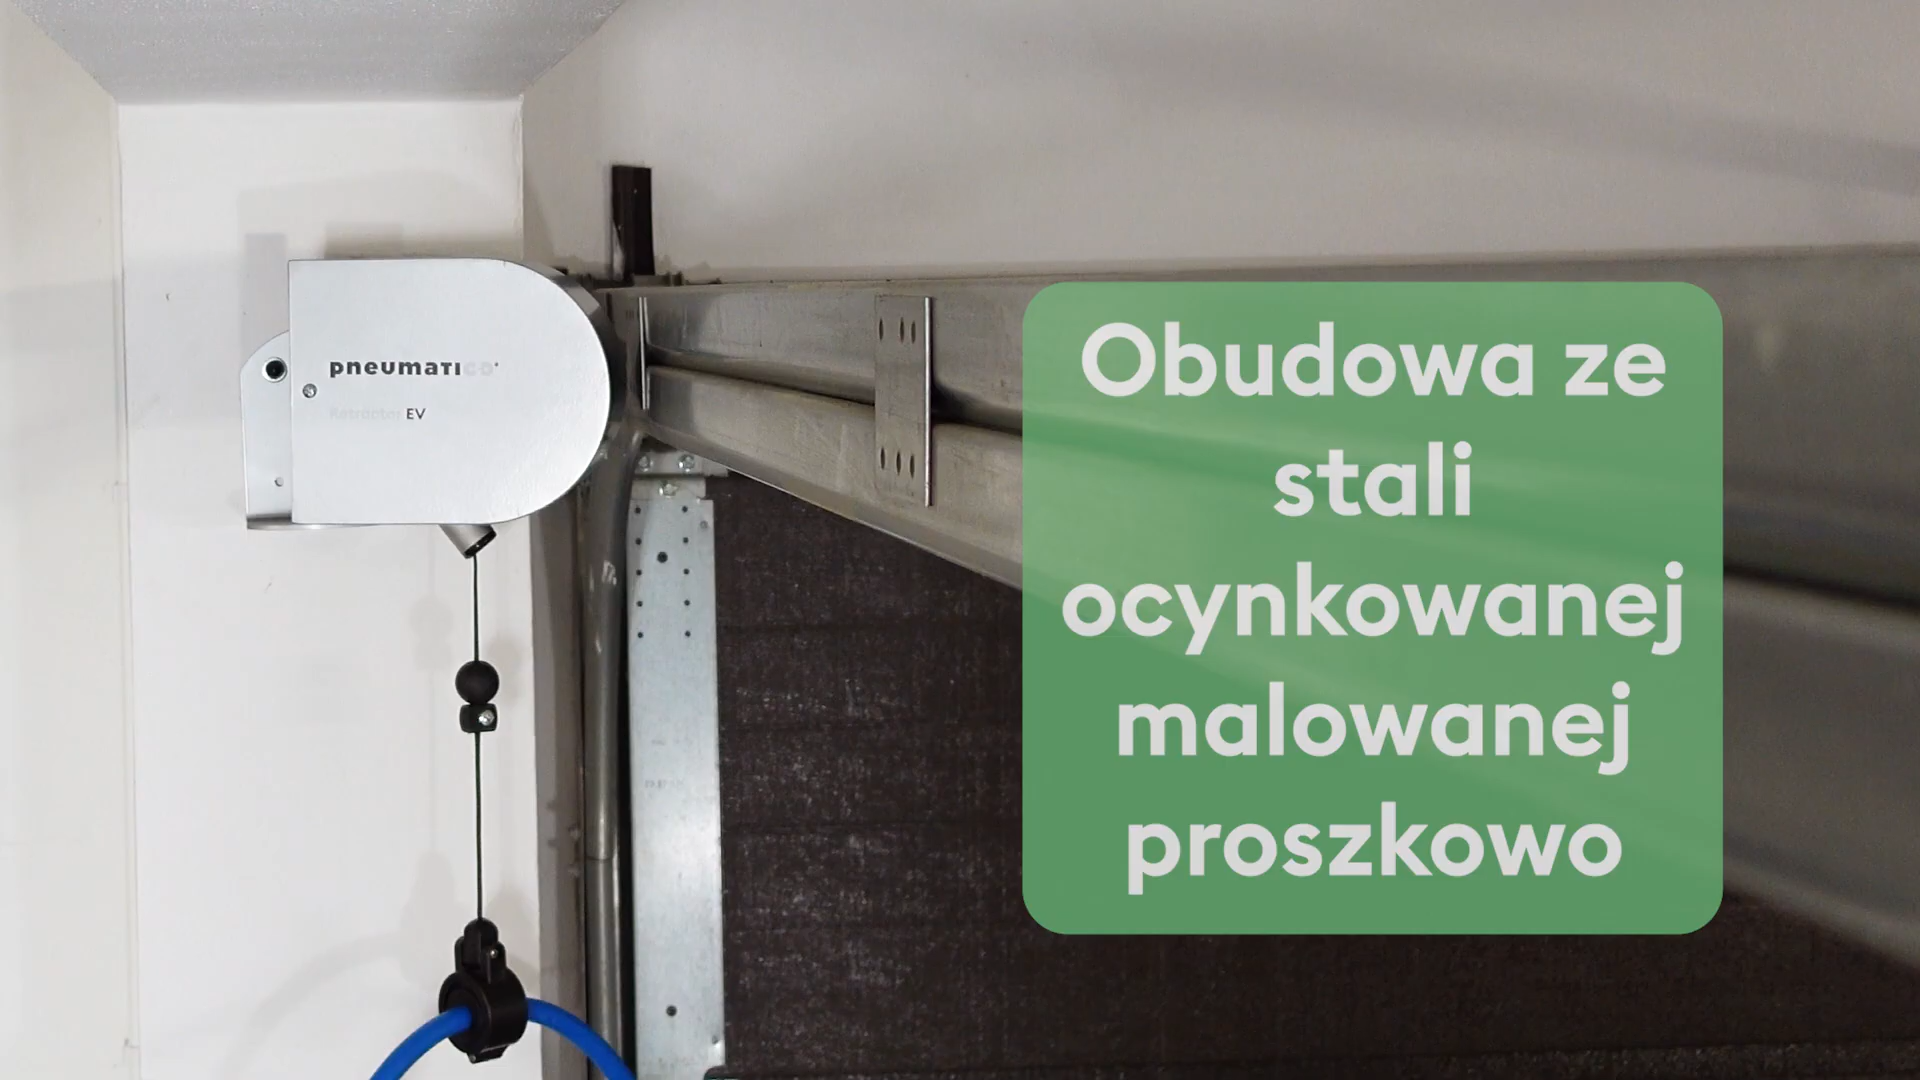 pneumatico
Retractor EV
Obudowa ze
stali
ocynkowanej
malowanej
proszkowo